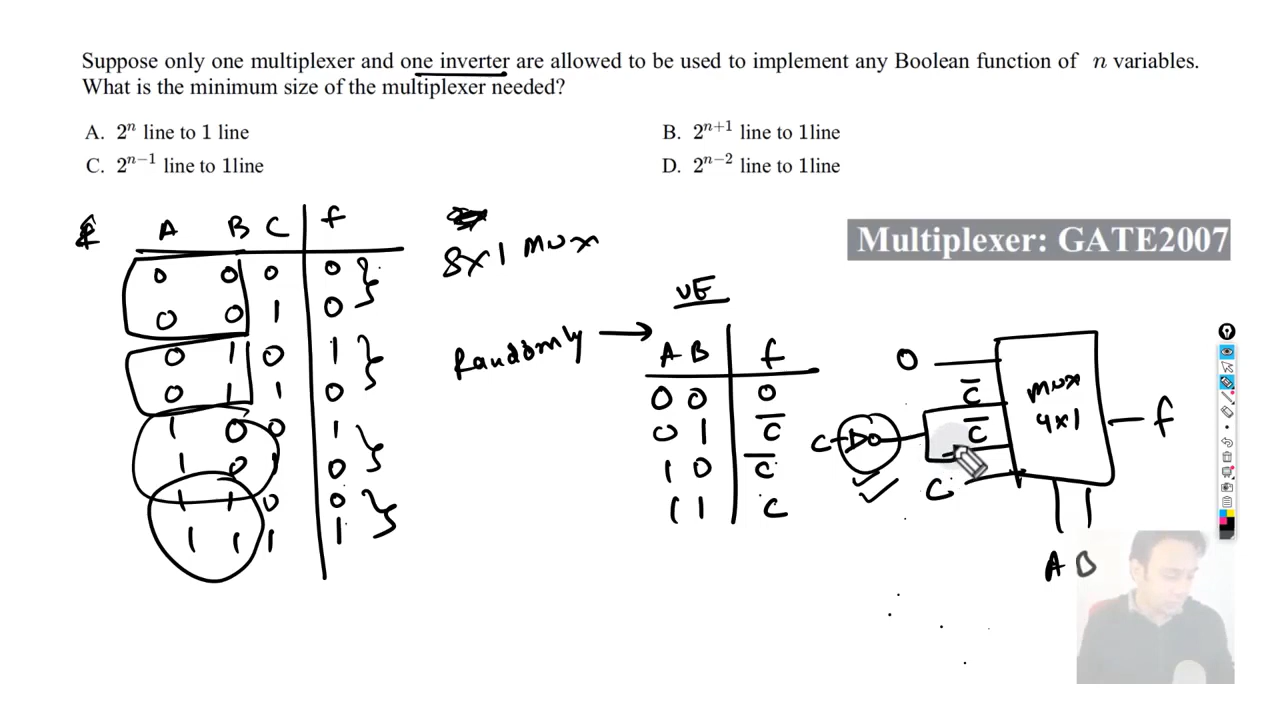 Suppose only one multiplexer and one inverter are allowed to be used to implement any Boolean function of n variables.
What is the minimum size of the multiplexer needed?
A. 2^n line to 1 line
B. 2^{n+1} line to 1line
C. 2^{n−1} line to 1line
D. 2^{n−2} line to 1line
Multiplexer: GATE2007
A B C f
0 0 0 0
0 0 1 0
0 1 0 1
0 1 1 0
1 0 0 1
1 0 1 0
1 1 0 0
1 1 1 1
8x1 mux
Randomly
VE
A B f
0 0 0
0 1 C̅
1 0 C̅
1 1 C
0
C̅
C̅
C
C
mux
4x1
f
A B